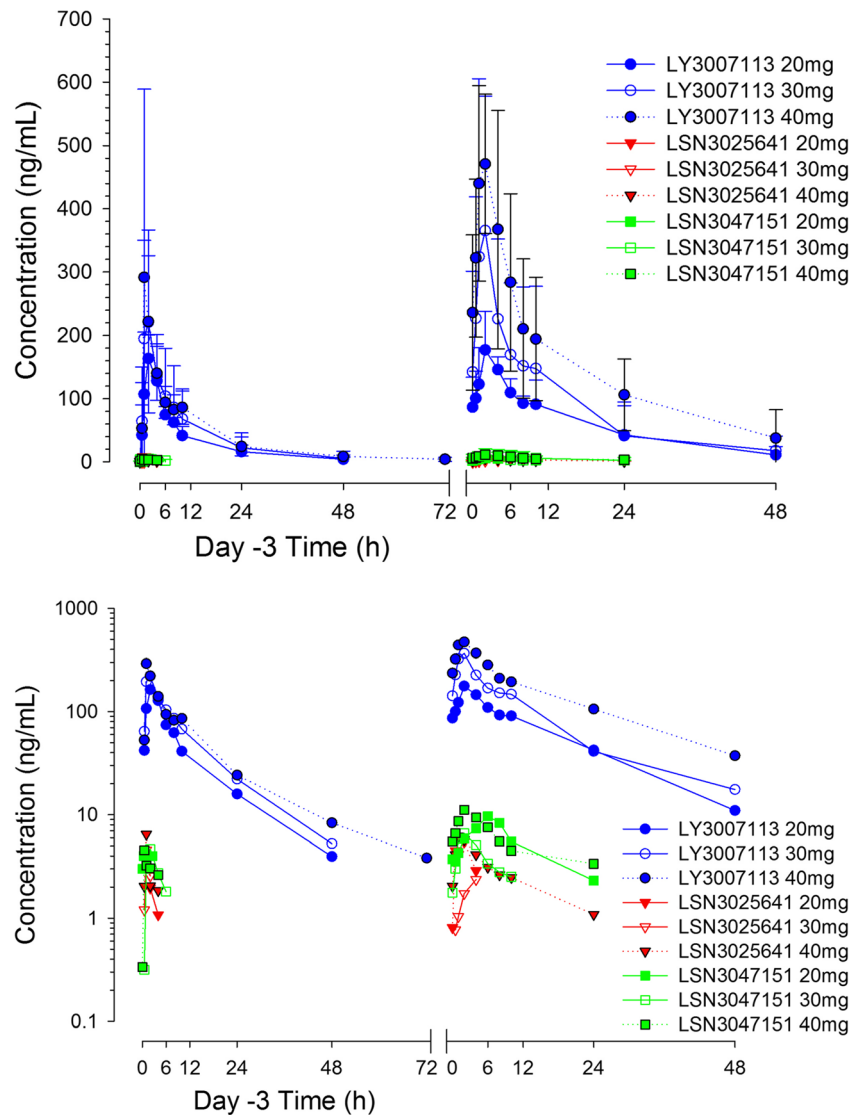 700
600
500
400
300
200
100
0
Concentration (ng/mL)
LY3007113 20mg
LY3007113 30mg
LY3007113 40mg
LSN3025641 20mg
LSN3025641 30mg
LSN3025641 40mg
LSN3047151 20mg
LSN3047151 30mg
LSN3047151 40mg
0 6 12 24 48 72 0 6 12 24 48
Day -3 Time (h)
1000
100
10
1
0.1
Concentration (ng/mL)
LY3007113 20mg
LY3007113 30mg
LY3007113 40mg
LSN3025641 20mg
LSN3025641 30mg
LSN3025641 40mg
LSN3047151 20mg
LSN3047151 30mg
LSN3047151 40mg
0 6 12 24 48 72 0 6 12 24 48
Day -3 Time (h)